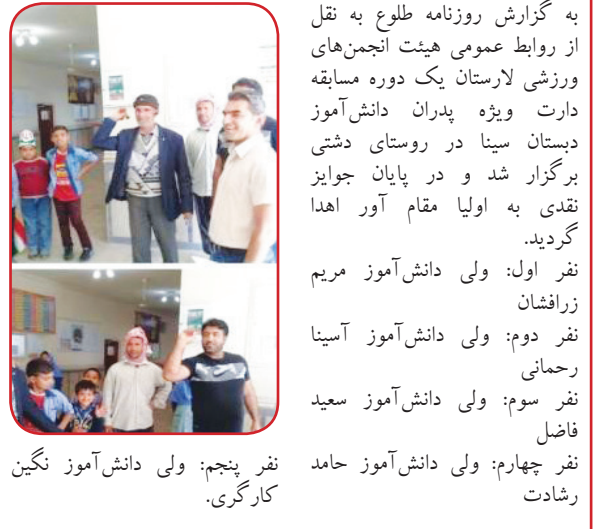 به گزارش روزنامه طلوع به نقل
از روابط عمومی هیئت انجمن‌های
ورزشی لارستان یک دوره مسابقه
دارت ویژه پدران دانش‌آموز
دبستان سینا در روستای دشتی
برگزار شد و در پایان جوایز
نقدی به اولیا مقام آور اهدا
گردید.
نفر اول: ولی دانش‌آموز مریم
زرافشان
نفر دوم: ولی دانش‌آموز آسینا
رحمانی
نفر سوم: ولی دانش‌آموز سعید
فاضل
نفر چهارم: ولی دانش‌آموز حامد
رشادت
نفر پنجم: ولی دانش‌آموز نگین
کارگری.